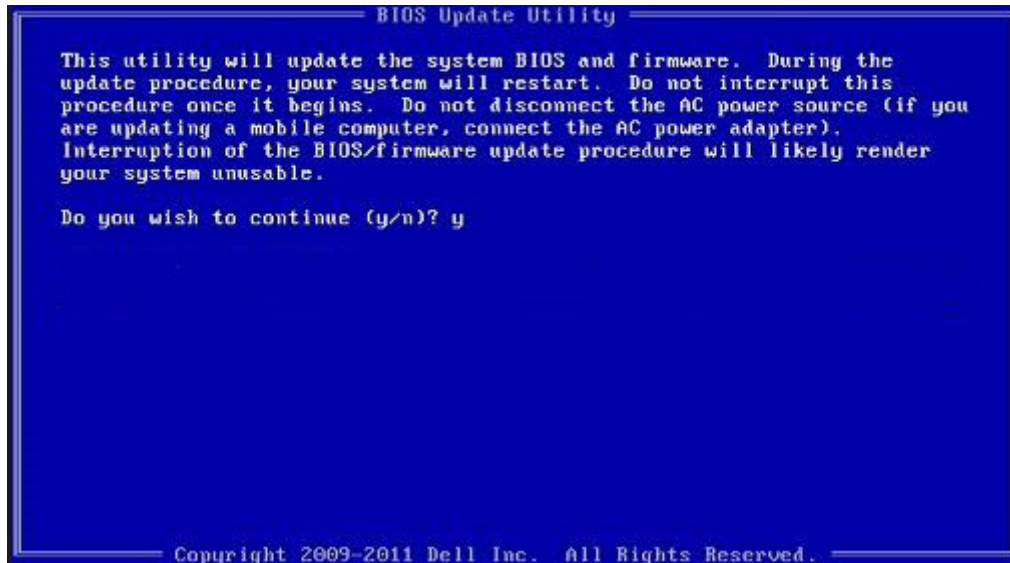 BIOS Update Utility
This utility will update the system BIOS and firmware.  During the
update procedure, your system will restart.  Do not interrupt this
procedure once it begins.  Do not disconnect the AC power source (if you
are updating a mobile computer, connect the AC power adapter).
Interruption of the BIOS/firmware update procedure will likely render
your system unusable.
Do you wish to continue (y/n)? y
Copyright 2009-2011 Dell Inc.  All Rights Reserved.